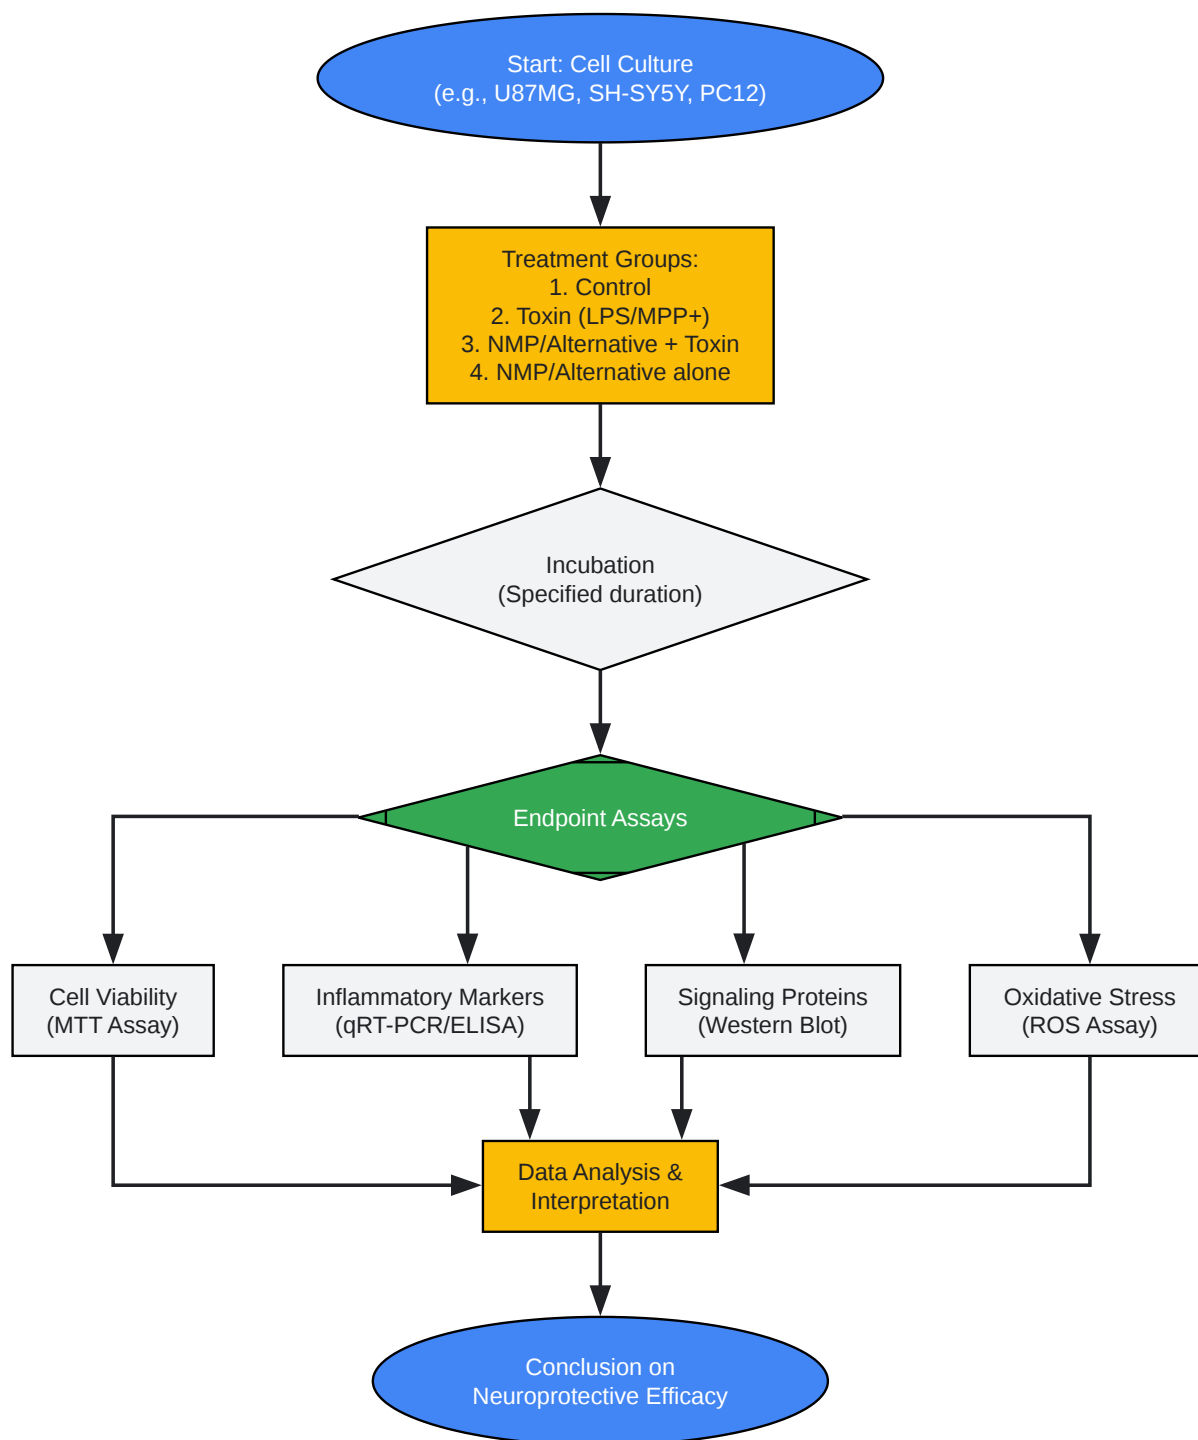 Start: Cell Culture
(e.g., U87MG, SH-SY5Y, PC12)
Treatment Groups:
1. Control
2. Toxin (LPS/MPP+)
3. NMP/Alternative + Toxin
4. NMP/Alternative alone
Incubation
(Specified duration)
Endpoint Assays
Cell Viability
(MTT Assay)
Inflammatory Markers
(qRT-PCR/ELISA)
Signaling Proteins
(Western Blot)
Oxidative Stress
(ROS Assay)
Data Analysis &
Interpretation
Conclusion on
Neuroprotective Efficacy